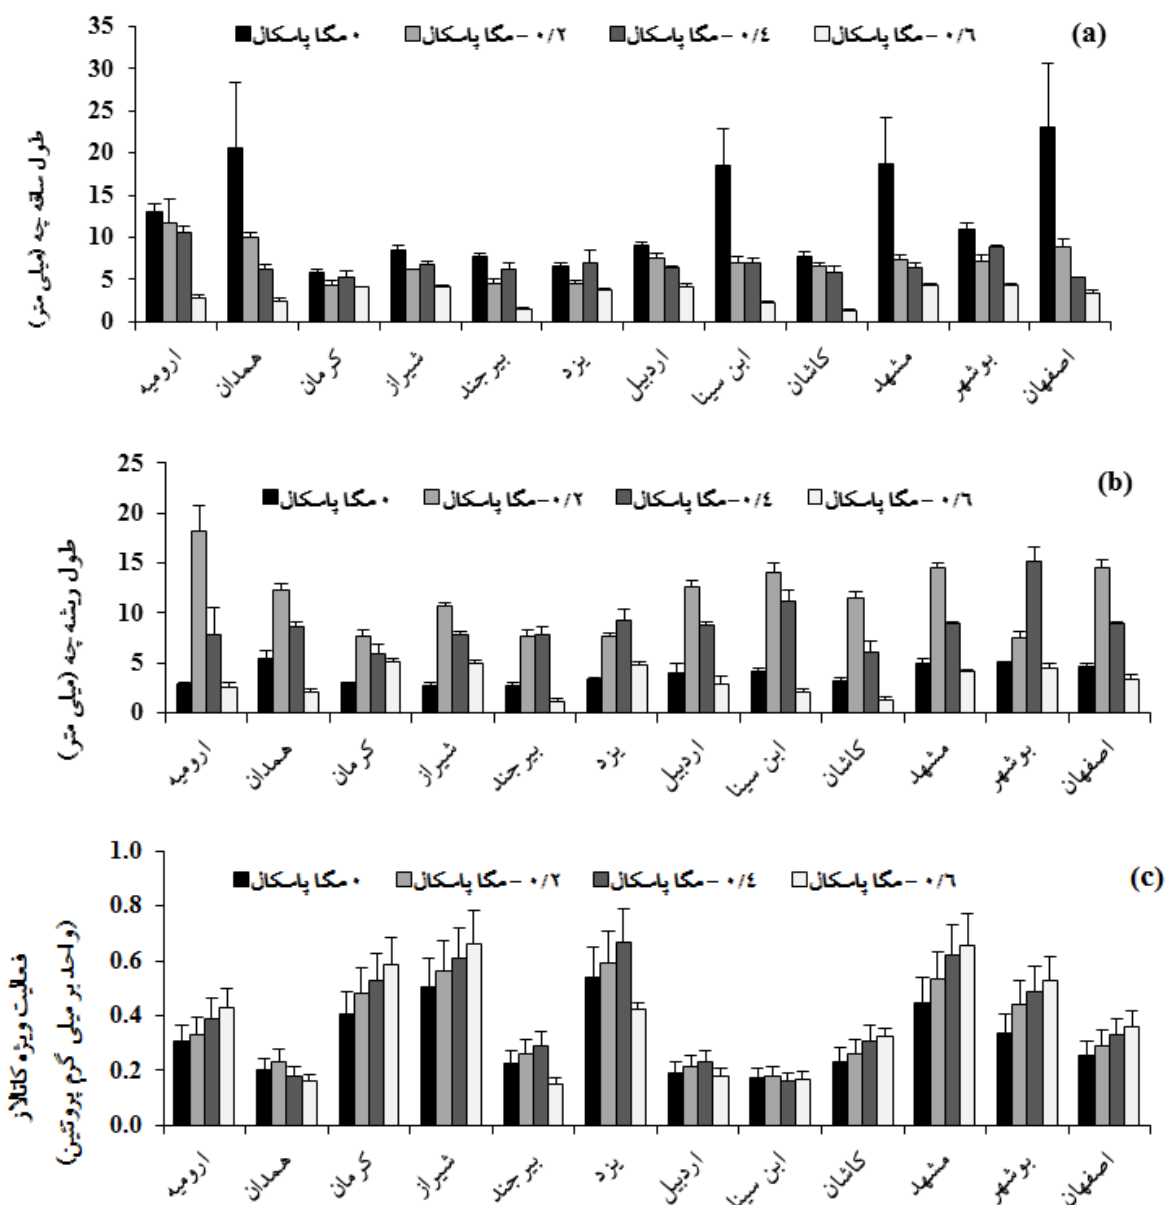 (a)
۰ مگا پاسکال ۰/۲ – مگا پاسکال ۰/٤ – مگا پاسکال ۰/٦ – مگا پاسکال
طول ساقه چه (میلی متر)
35
30
25
20
15
10
5
0
ارومیه همدان کرمان شیراز بیرجند یزد اردبیل ابن سینا کاشان مشهد بوشهر اصفهان
(b)
۰ مگا پاسکال ۰/۲–مگا پاسکال ۰/٤–مگا پاسکال ۰/٦–مگا پاسکال
طول ریشه چه (میلی متر)
25
20
15
10
5
0
ارومیه همدان کرمان شیراز بیرجند یزد اردبیل ابن سینا کاشان مشهد بوشهر اصفهان
(c)
۰ مگا پاسکال ۰/۲ – مگا پاسکال ۰/٤ – مگا پاسکال ۰/٦ – مگا پاسکال
فعالیت ویژه کاتالاز
(واحد بر میلی گرم پروتئین)
1.0
0.8
0.6
0.4
0.2
0.0
ارومیه همدان کرمان شیراز بیرجند یزد اردبیل ابن سینا کاشان مشهد بوشهر اصفهان